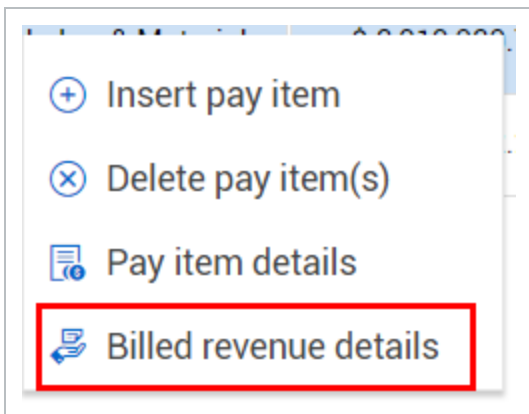 Insert pay item
Delete pay item(s)
Pay item details
Billed revenue details